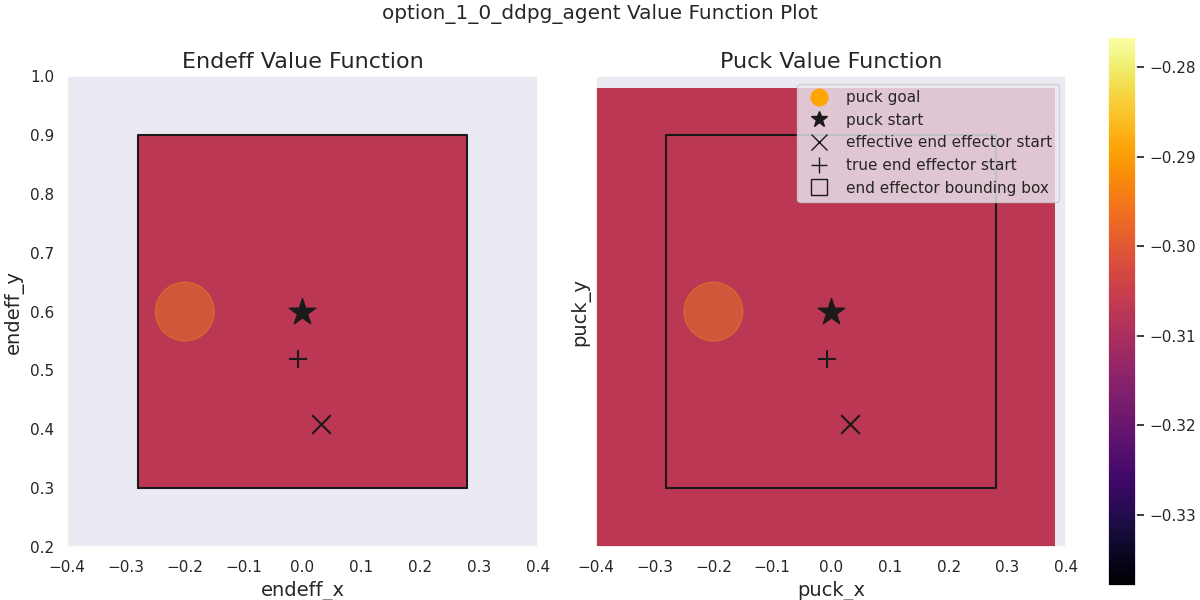 option_1_0_ddpg_agent Value Function Plot
Endeff Value Function
1.0
0.9
0.8
0.7
0.6
0.5
0.4
0.3
0.2
endeff_y
−0.4
−0.3
−0.2
−0.1
0.0
0.1
0.2
0.3
0.4
endeff_x
Puck Value Function
puck goal
puck start
effective end effector start
true end effector start
end effector bounding box
puck_y
−0.4
−0.3
−0.2
−0.1
0.0
0.1
0.2
0.3
0.4
puck_x
−0.28
−0.29
−0.30
−0.31
−0.32
−0.33